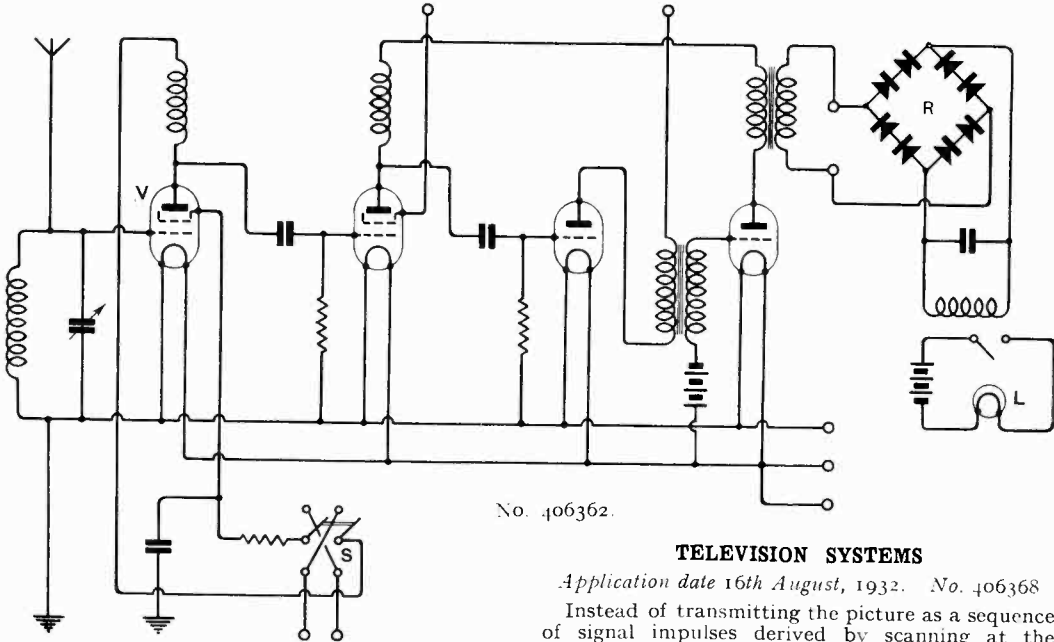 V
R
L
S
No. 406362.
TELEVISION SYSTEMS
Application date 16th August, 1932. No. 406368
Instead of transmitting the picture as a sequence
of signal impulses derived by scanning at the